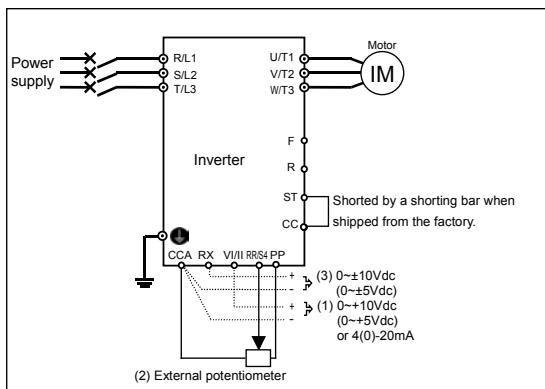 Power supply
R/L1
S/L2
T/L3
U/T1
V/T2
W/T3
Motor
IM
F
R
Inverter
ST
CC
Shorted by a shorting bar when
shipped from the factory.
CCA RX VI/II RR/S4 PP
+ (3) 0~±10Vdc
- (0~±5Vdc)
+ (1) 0~+10Vdc
- (0~+5Vdc)
or 4(0)-20mA
(2) External potentiometer